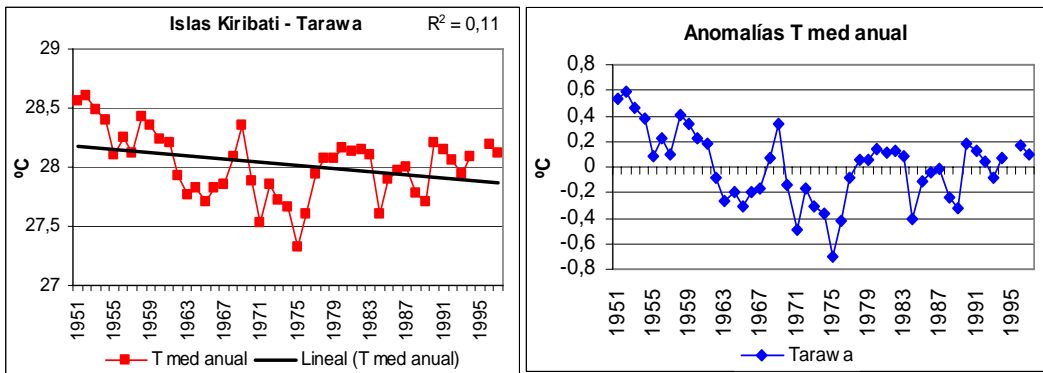 Islas Kiribati - Tarawa R² = 0,11
29
28,5
28
27,5
27
ºC
1951 1955 1959 1963 1967 1971 1975 1979 1983 1987 1991 1995
T med anual Lineal (T med anual)
Anomalías T med anual
0,8
0,6
0,4
0,2
0
-0,2
-0,4
-0,6
-0,8
ºC
1951 1955 1959 1963 1967 1971 1975 1979 1983 1987 1991 1995
Tarawa